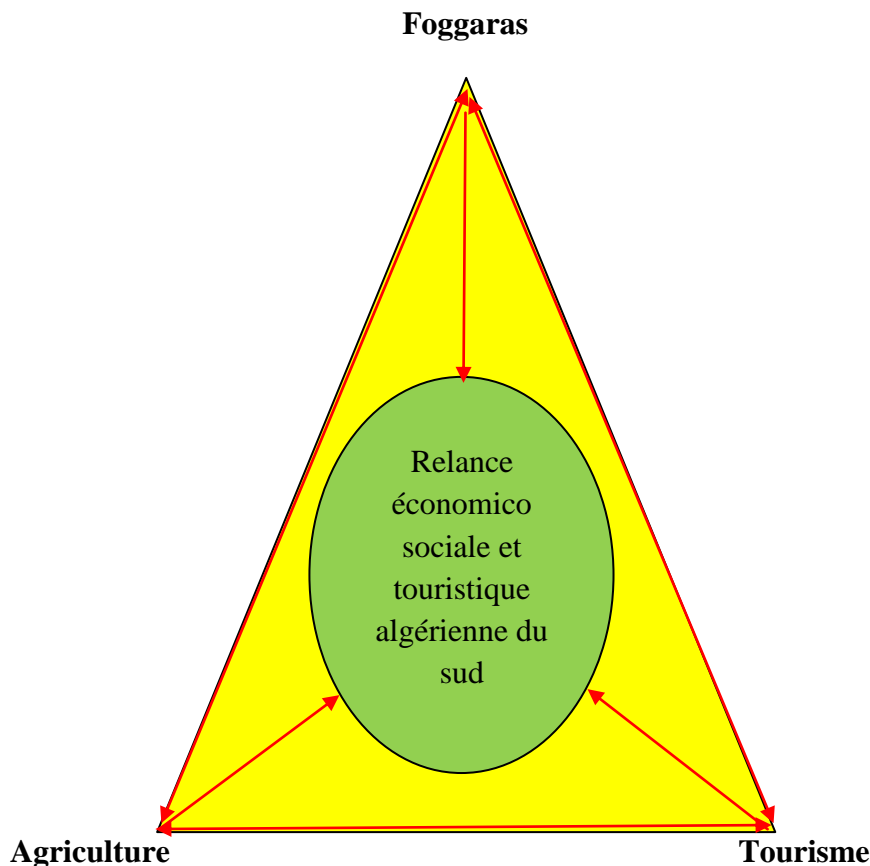 Foggaras
Relance
économico
sociale et
touristique
algérienne du
sud
Agriculture
Tourisme